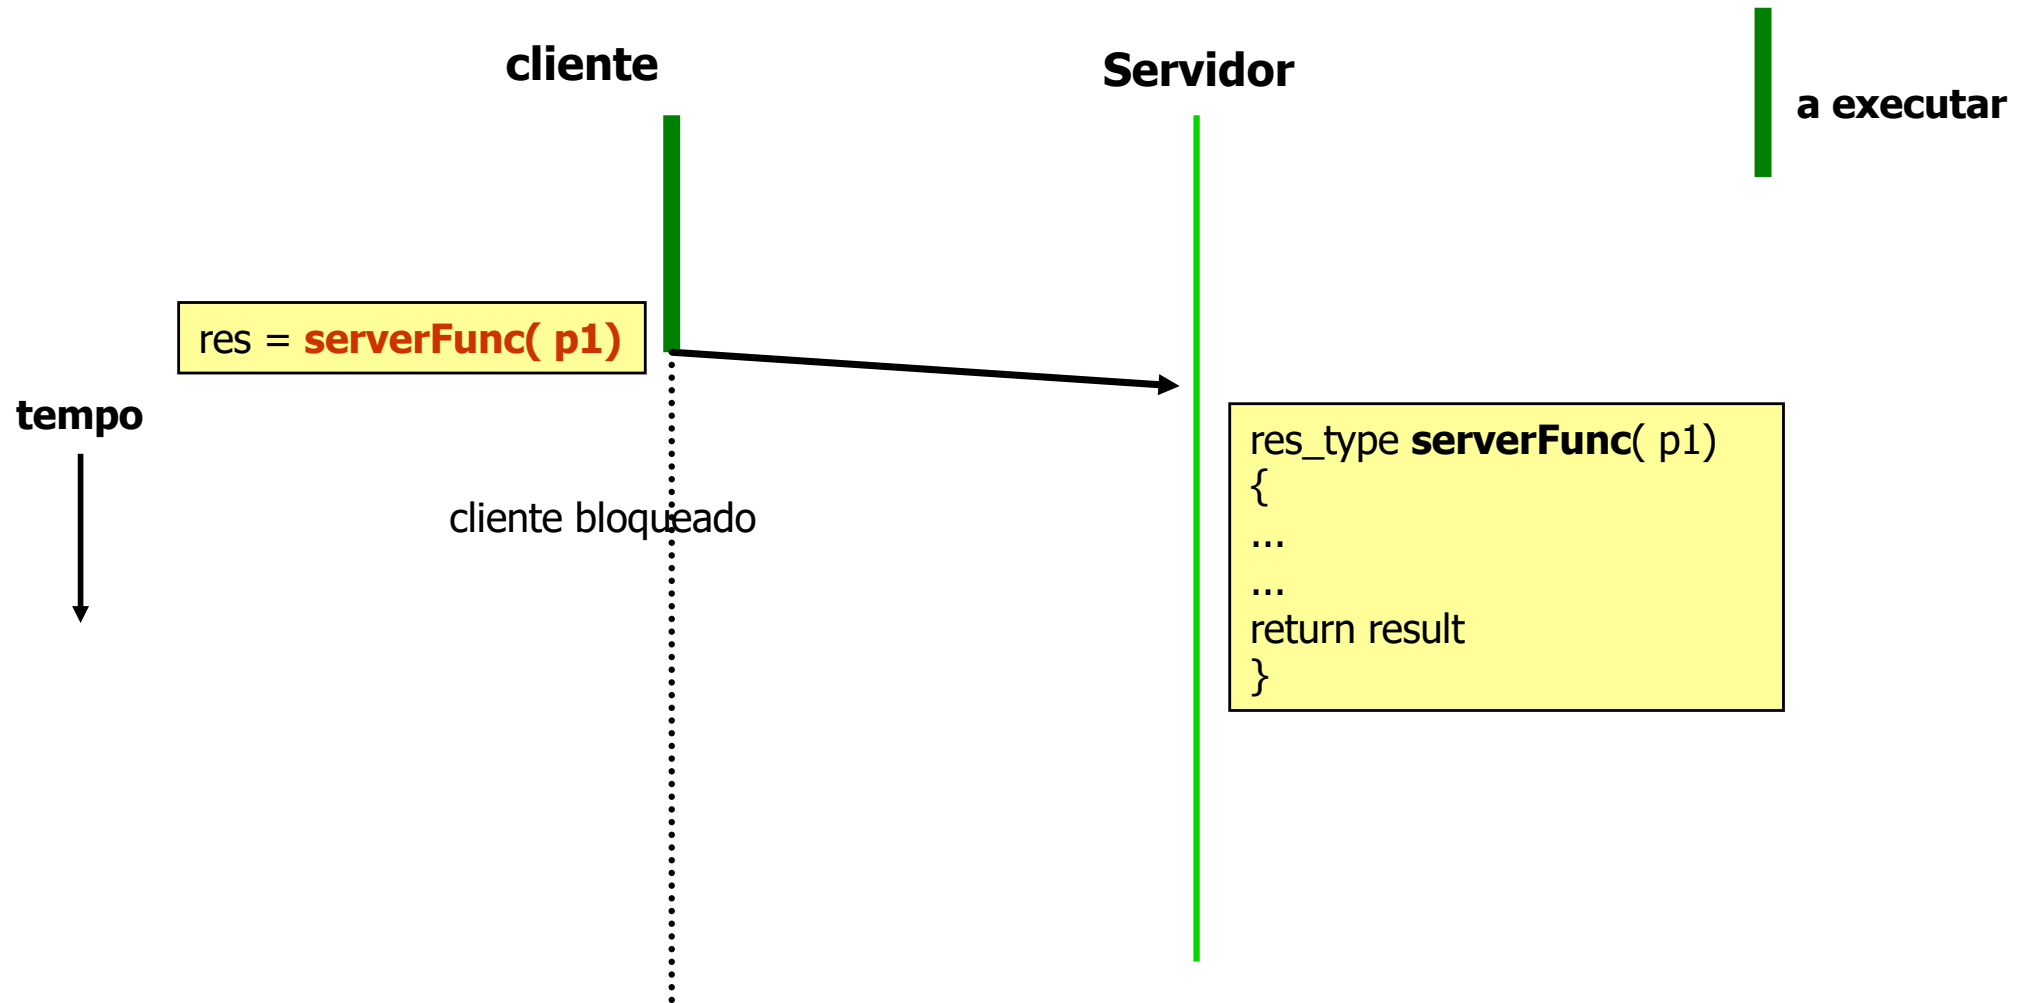 cliente
Servidor
a executar
res = serverFunc( p1)
tempo
cliente bloqueado
res_type serverFunc( p1)
{
...
...
return result
}